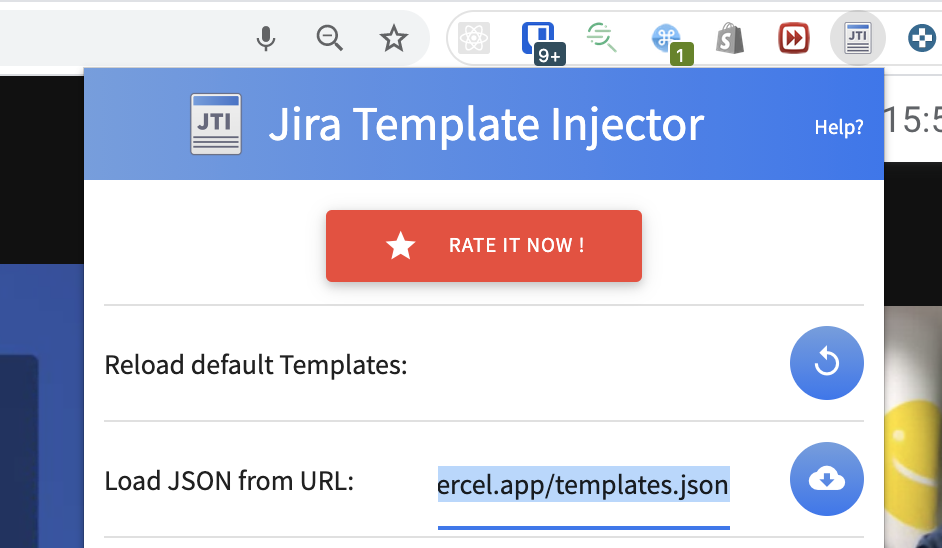 9+
1
JTI
JTI
Jira Template Injector
Help?
15:5
RATE IT NOW !
Reload default Templates:
Load JSON from URL:
ercel.app/templates.json